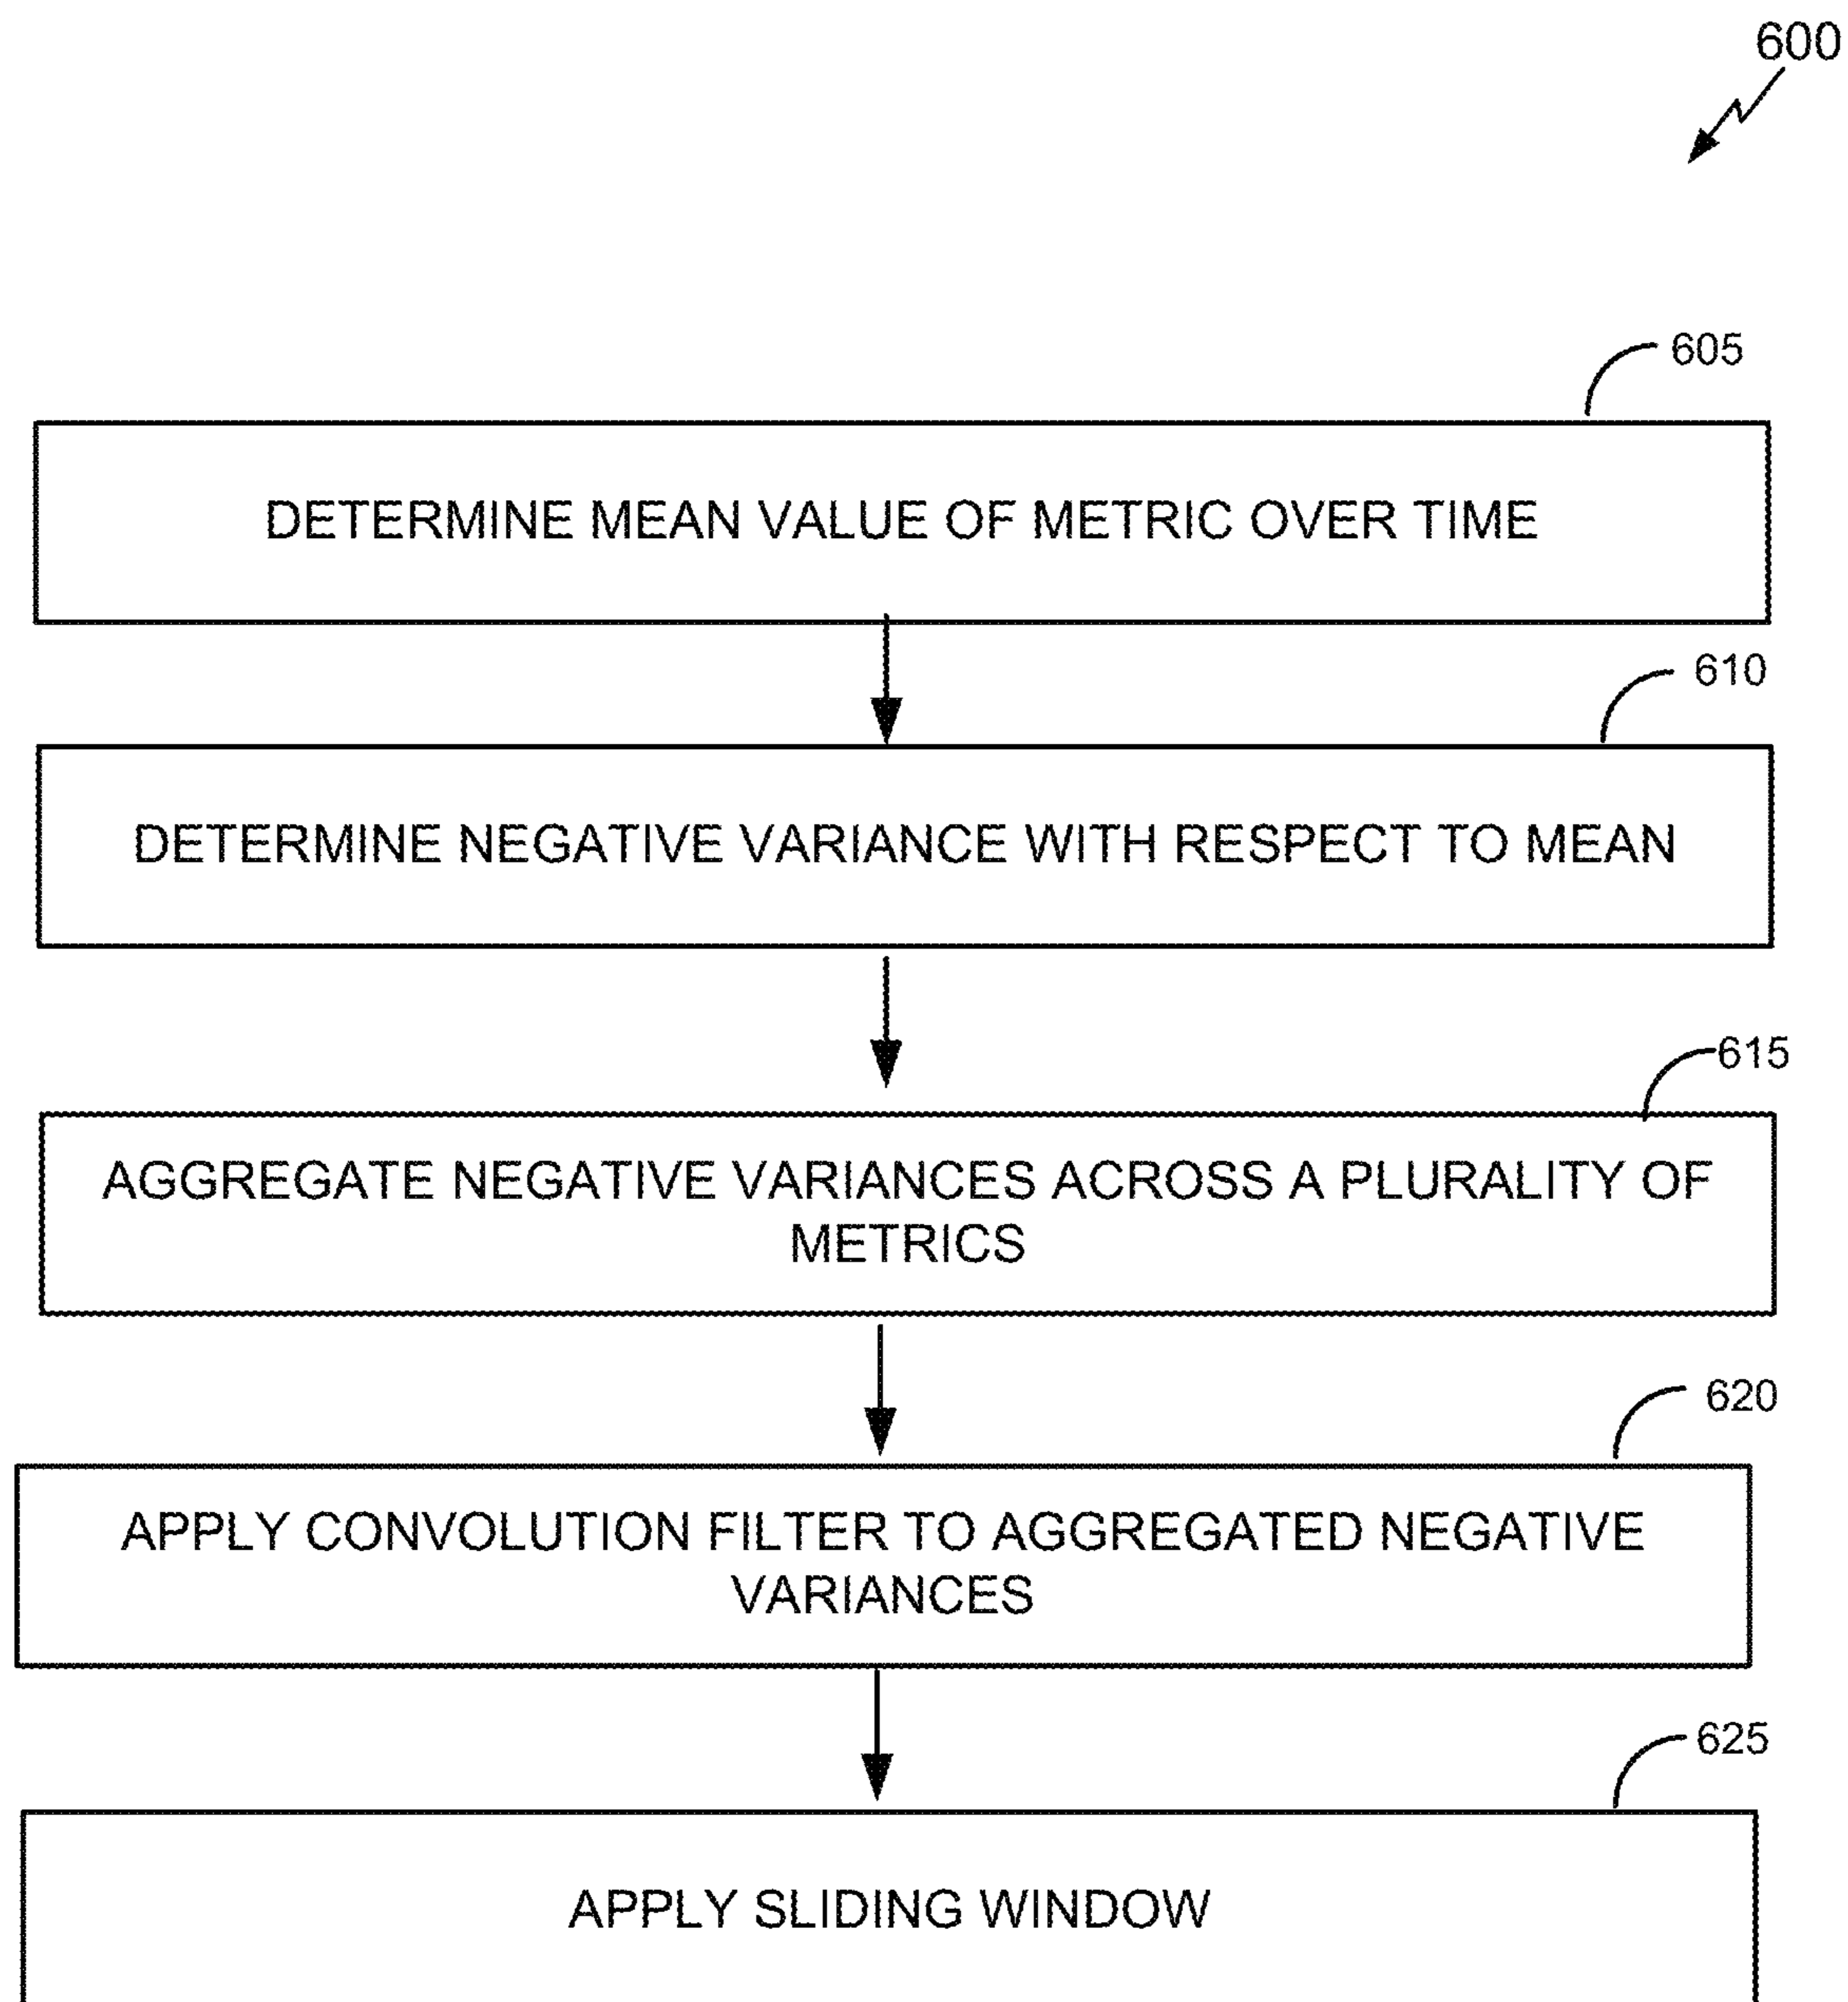 600
605
DETERMINE MEAN VALUE OF METRIC OVER TIME
610
DETERMINE NEGATIVE VARIANCE WITH RESPECT TO MEAN
615
AGGREGATE NEGATIVE VARIANCES ACROSS A PLURALITY OF
METRICS
620
APPLY CONVOLUTION FILTER TO AGGREGATED NEGATIVE
VARIANCES
625
APPLY SLIDING WINDOW